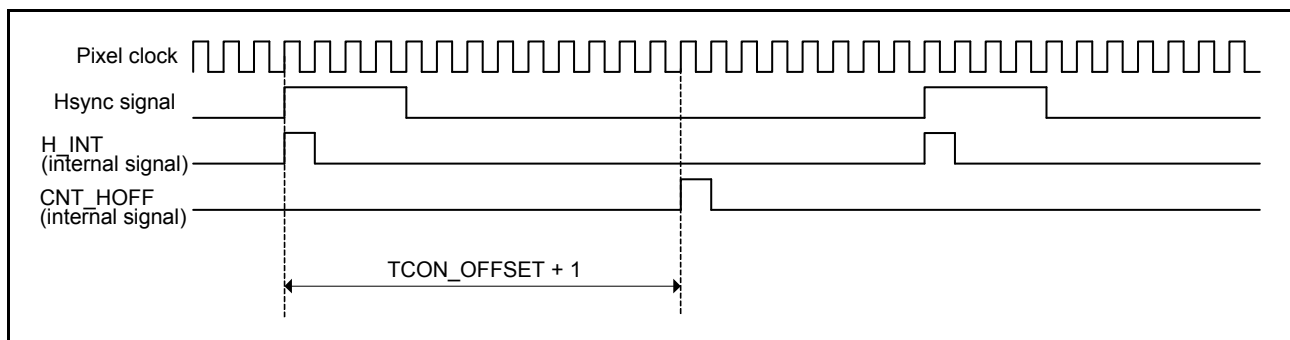 Pixel clock
Hsync signal
H_INT
(internal signal)
CNT_HOFF
(internal signal)
TCON_OFFSET + 1